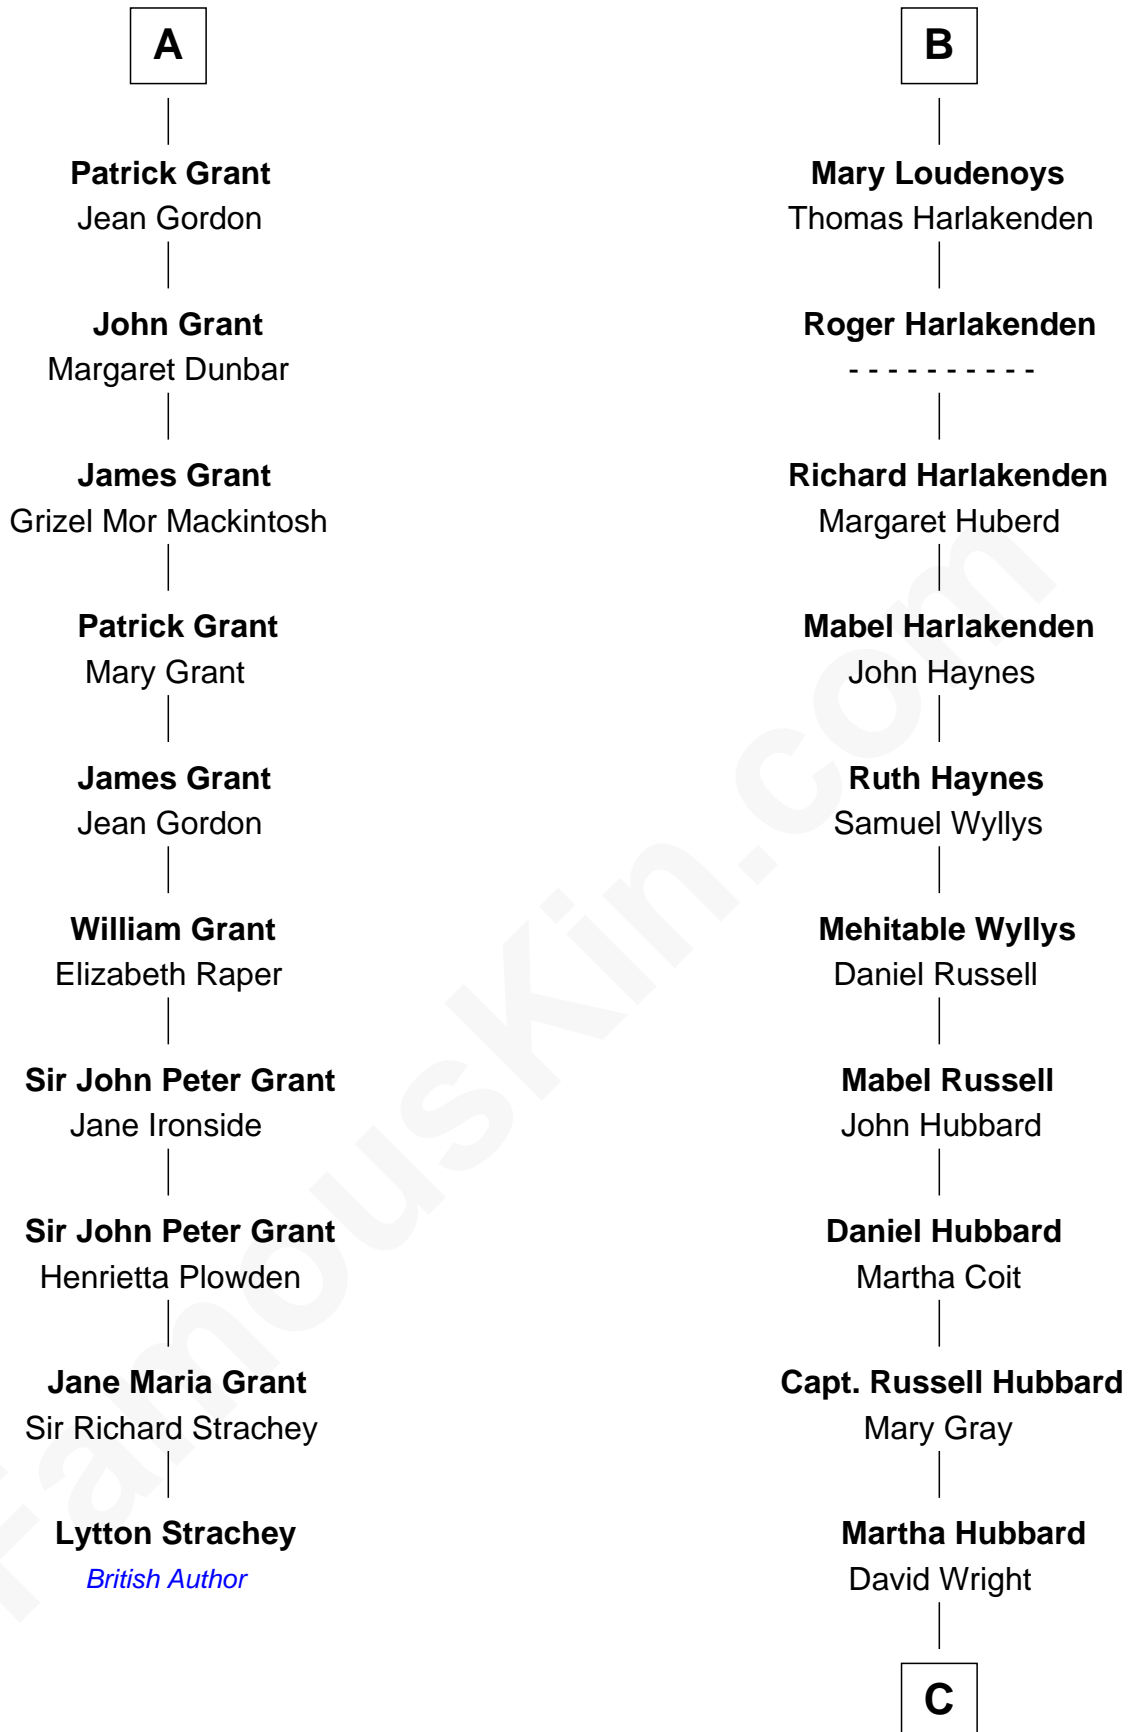 A
Patrick Grant
Jean Gordon
John Grant
Margaret Dunbar
James Grant
Grizel Mor Mackintosh
Patrick Grant
Mary Grant
James Grant
Jean Gordon
William Grant
Elizabeth Raper
Sir John Peter Grant
Jane Ironside
Sir John Peter Grant
Henrietta Plowden
Jane Maria Grant
Sir Richard Strachey
Lytton Strachey
British Author
B
Mary Loudenoys
Thomas Harlakenden
Roger Harlakenden
- - - - - - - - - -
Richard Harlakenden
Margaret Huberd
Mabel Harlakenden
John Haynes
Ruth Haynes
Samuel Wyllys
Mehitable Wyllys
Daniel Russell
Mabel Russell
John Hubbard
Daniel Hubbard
Martha Coit
Capt. Russell Hubbard
Mary Gray
Martha Hubbard
David Wright
C
FamousKin.com